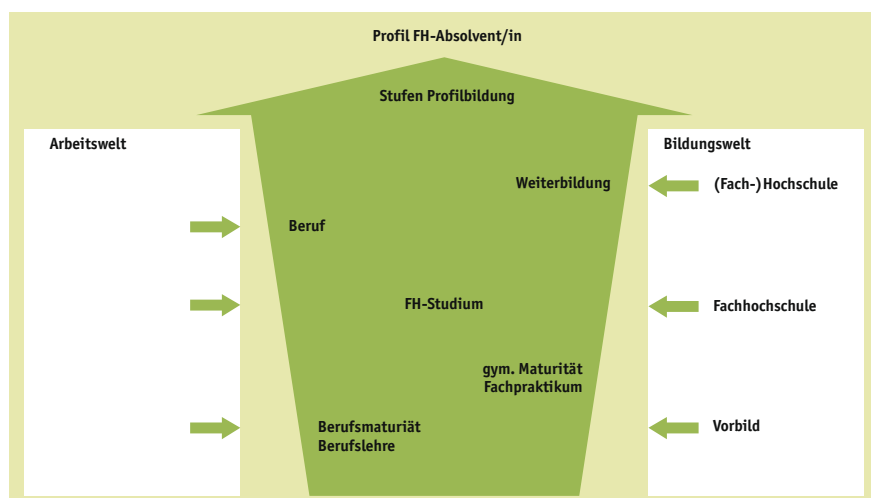 Profil FH-Absolvent/in
Stufen Profilbildung
Arbeitswelt
Bildungswelt
Weiterbildung
(Fach-)Hochschule
Beruf
FH-Studium
Fachhochschule
gym. Maturität
Fachpraktikum
Berufsmaturiät
Berufslehre
Vorbild